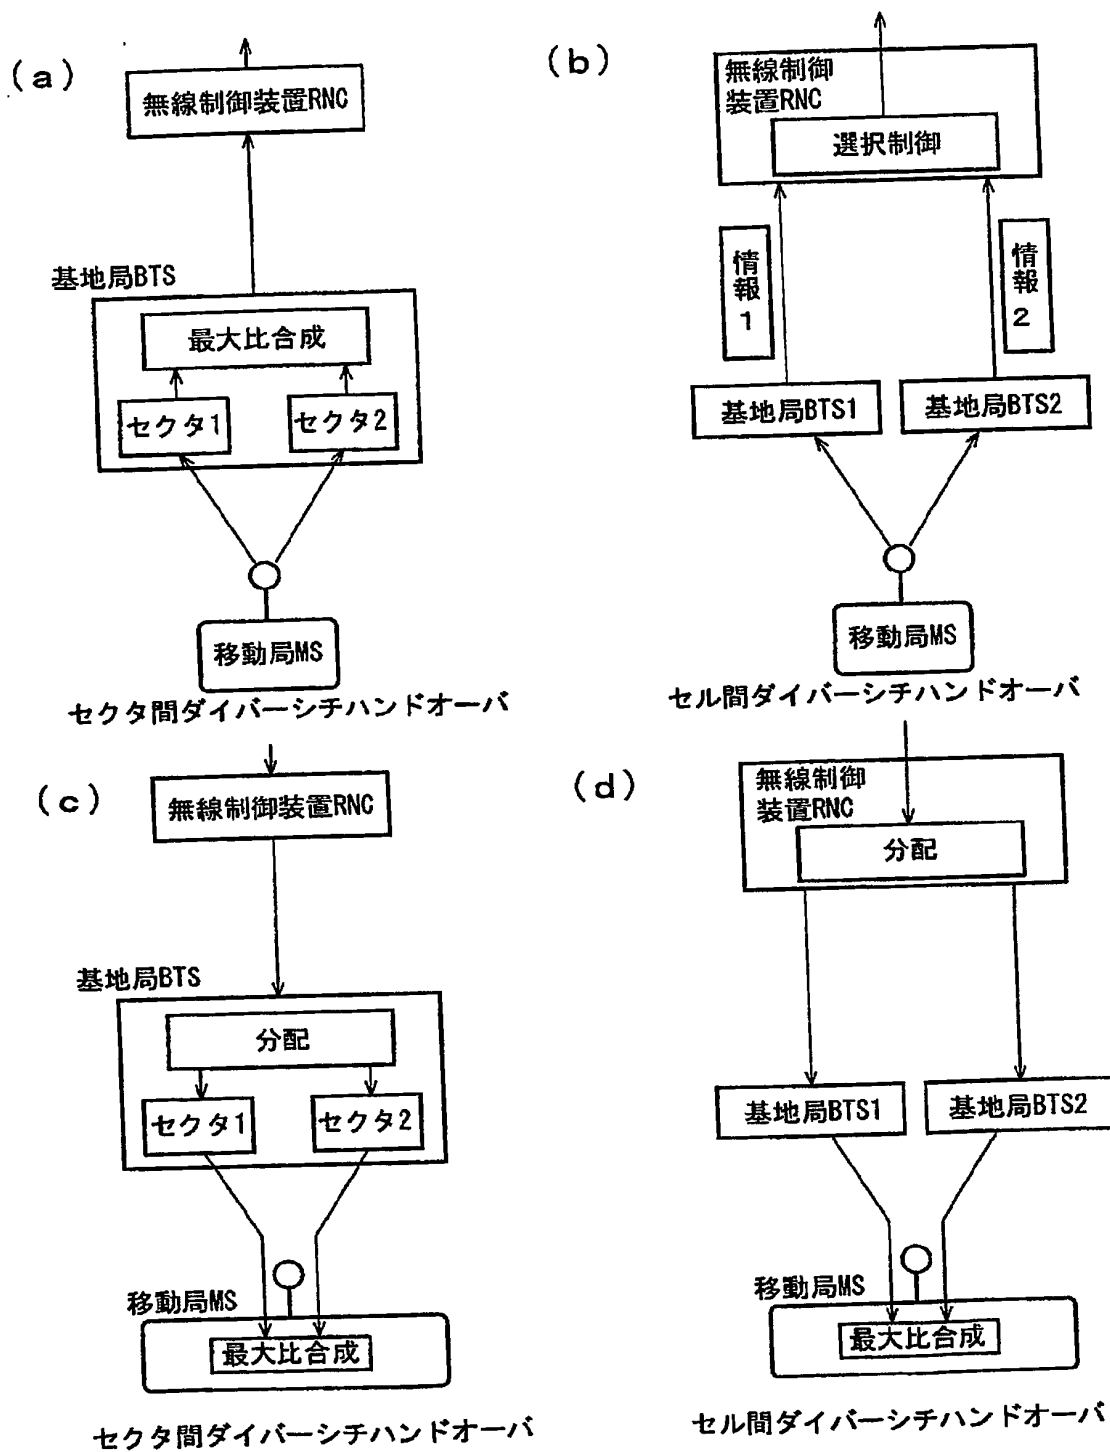 (a)
無線制御装置RNC
基地局BTS
最大比合成
セクタ1
セクタ2
移動局MS
セクタ間ダイバーシチハンドオーバ
(b)
無線制御
装置RNC
選択制御
情報1
情報2
基地局BTS1
基地局BTS2
移動局MS
セル間ダイバーシチハンドオーバ
(c)
無線制御装置RNC
基地局BTS
分配
セクタ1
セクタ2
移動局MS
最大比合成
セクタ間ダイバーシチハンドオーバ
(d)
無線制御
装置RNC
分配
基地局BTS1
基地局BTS2
移動局MS
最大比合成
セル間ダイバーシチハンドオーバ